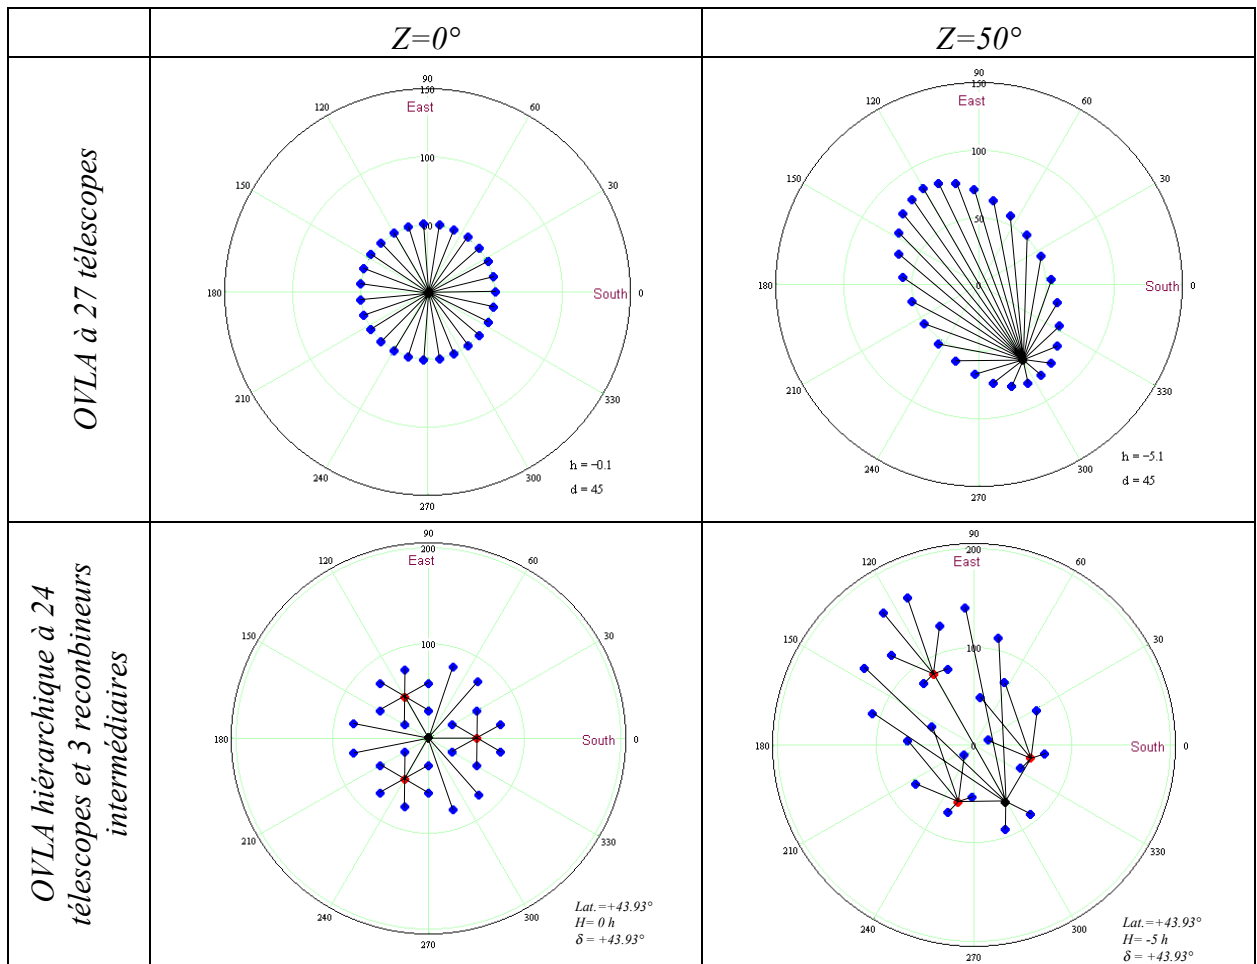 Z=0°
Z=50°
OVLA à 27 télescopes
90
150
East
120
60
100
150
30
180
South
0
210
330
240
300
270
h = −0.1
d = 45
90
150
East
120
60
100
150
30
50
180
0
South
0
210
330
240
300
270
h = −5.1
d = 45
OVLA hiérarchique à 24
télescopes et 3 reconbineurs
intermédiaires
90
200
East
120
60
150
100
30
180
South
0
210
330
240
300
270
Lat.=+43.93°
H= 0 h
δ = +43.93°
90
200
East
120
60
150
100
30
180
0
South
0
210
330
240
300
270
Lat.=+43.93°
H= -5 h
δ = +43.93°